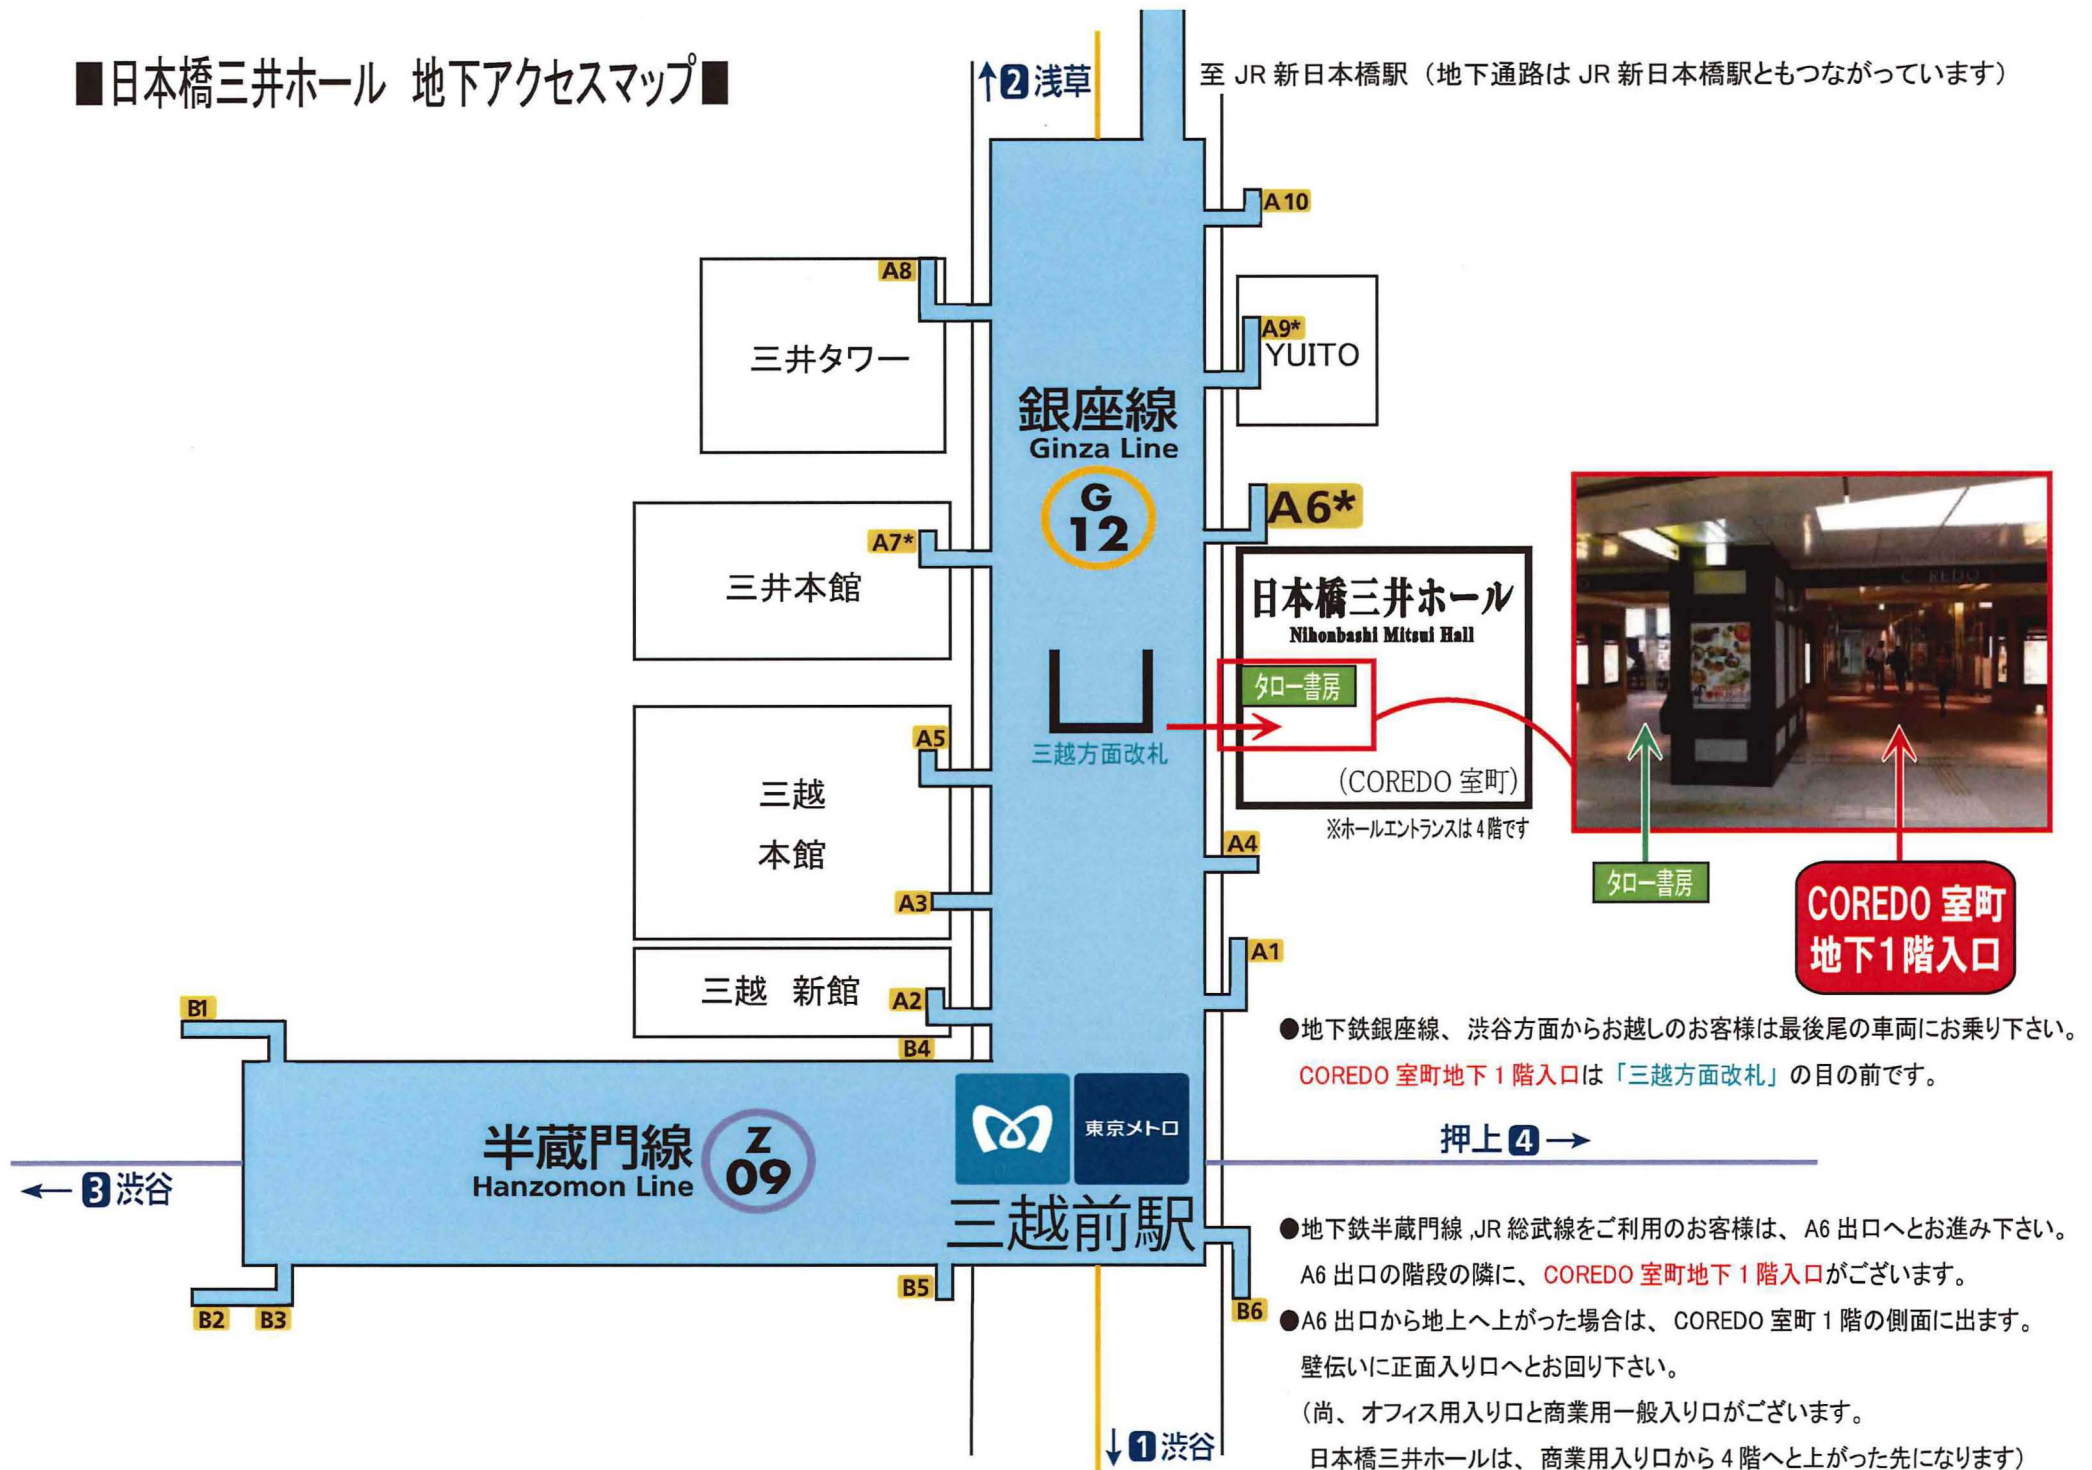 ■日本橋三井ホール 地下アクセスマップ■
↑2 浅草
至 JR 新日本橋駅（地下通路は JR 新日本橋駅ともつながっています）
A10
A8
三井タワー
A9*
YUITO
銀座線
Ginza Line
G
12
A6*
A7*
三井本館
日本橋三井ホール
Nihonbashi Mitsui Hall
タロー書房
三越方面改札
(COREDO 室町)
※ホールエントランスは 4 階です
A5
三越
本館
A3
A4
タロー書房
COREDO 室町
地下1階入口
三越 新館
A2
A1
B1
B4
●地下鉄銀座線、渋谷方面からお越しのお客様は最後尾の車両にお乗り下さい。
COREDO 室町地下 1 階入口は「三越方面改札」の目の前です。
半蔵門線
Hanzomon Line
Z
09
東京メトロ
三越前駅
押上4→
←3 渋谷
B2
B3
B5
B6
●地下鉄半蔵門線,JR 総武線をご利用のお客様は、A6 出口へとお進み下さい。
A6 出口の階段の隣に、COREDO 室町地下 1 階入口がございます。
●A6 出口から地上へ上がった場合は、COREDO 室町 1 階の側面に出ます。
壁伝いに正面入り口へとお回り下さい。
（尚、オフィス用入り口と商業用一般入り口がございます。
日本橋三井ホールは、商業用入り口から 4 階へと上がった先になります）
↓1 渋谷